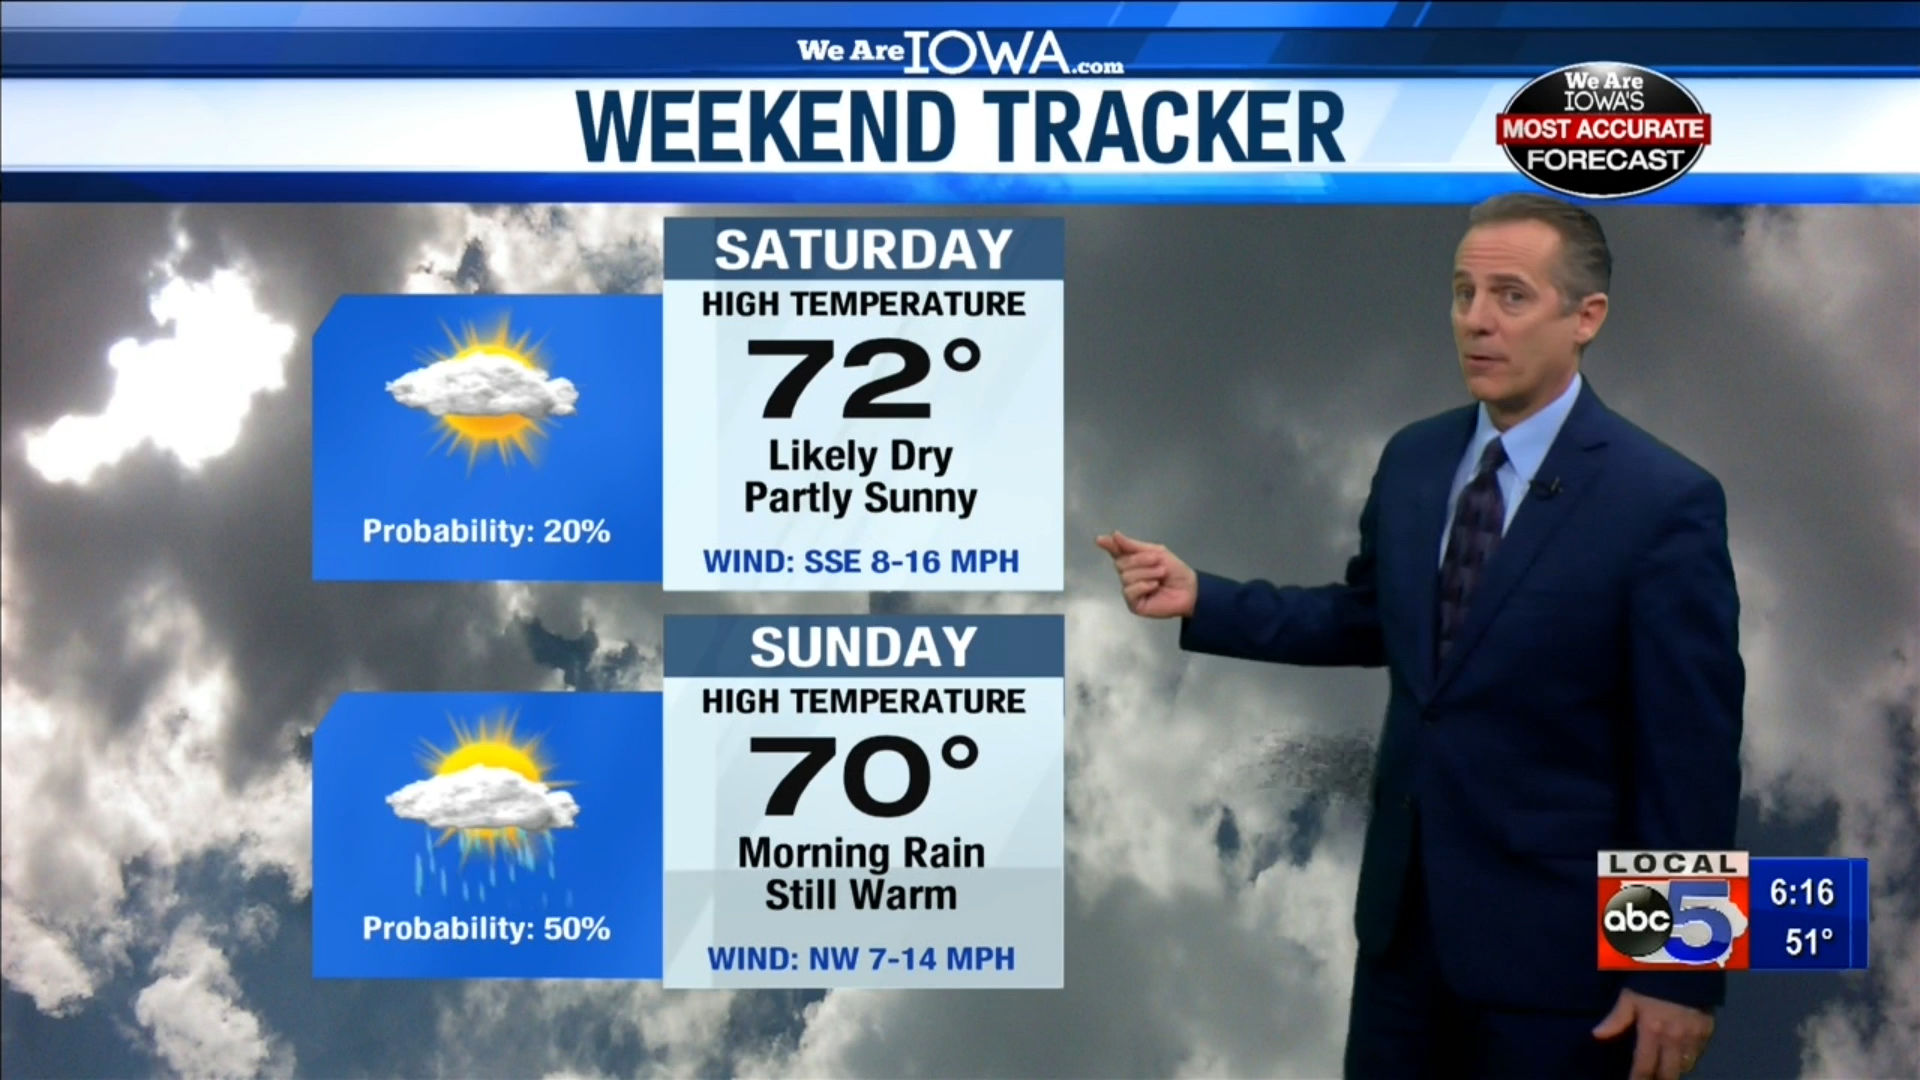 We Are IOWA.com
WEEKEND TRACKER
We Are
IOWA'S
MOST ACCURATE
FORECAST
SATURDAY
HIGH TEMPERATURE
72°
Likely Dry
Partly Sunny
WIND: SSE 8-16 MPH
Probability: 20%
SUNDAY
HIGH TEMPERATURE
70°
Morning Rain
Still Warm
WIND: NW 7-14 MPH
Probability: 50%
LOCAL
abc 5
6:16
51°